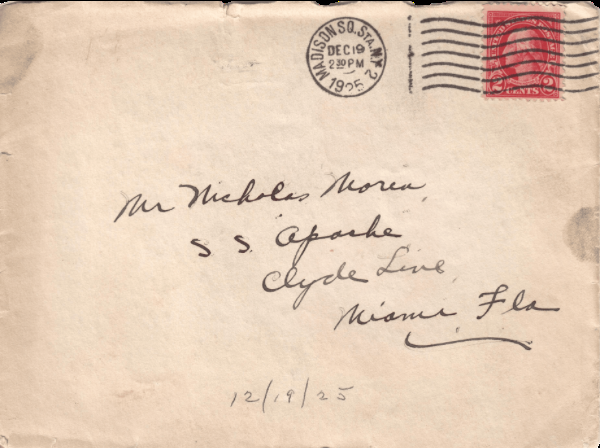 MADISON SQ. STA. N.Y. 2
DEC 19
2 30 PM
1925
2 CENTS 2
Mr Nicholas Morea
S S. Apache
Clyde Line
Miami Fla
12/19/25